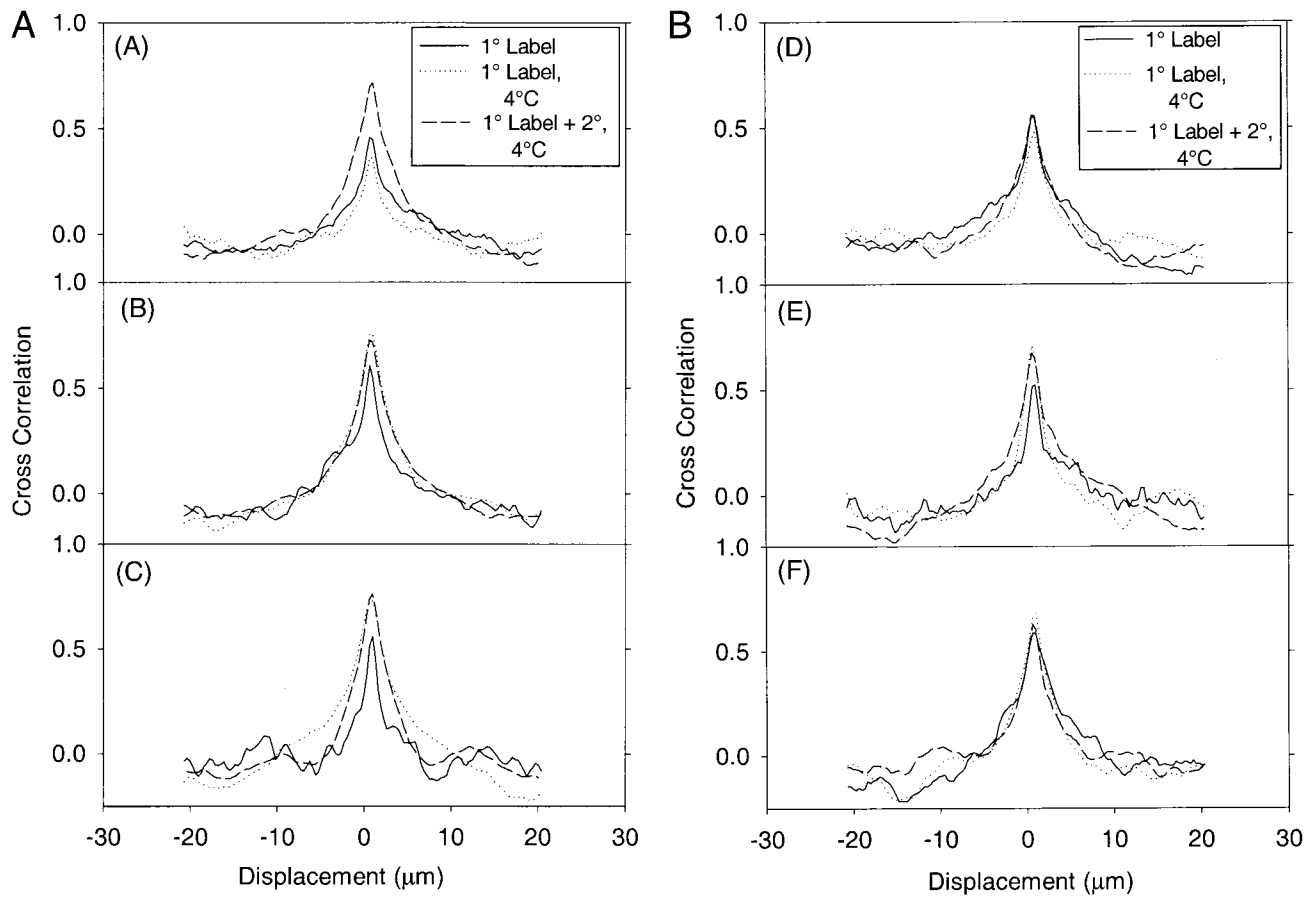 A
(A)
1° Label
1° Label,
4°C
1° Label + 2°,
4°C
1.0
0.5
0.0
(B)
1.0
0.5
0.0
(C)
1.0
0.5
0.0
-30
-20
-10
0
10
20
30
Cross Correlation
Displacement (μm)
B
(D)
1° Label
1° Label,
4°C
1° Label + 2°,
4°C
1.0
0.5
0.0
(E)
1.0
0.5
0.0
(F)
1.0
0.5
0.0
-30
-20
-10
0
10
20
30
Cross Correlation
Displacement (μm)